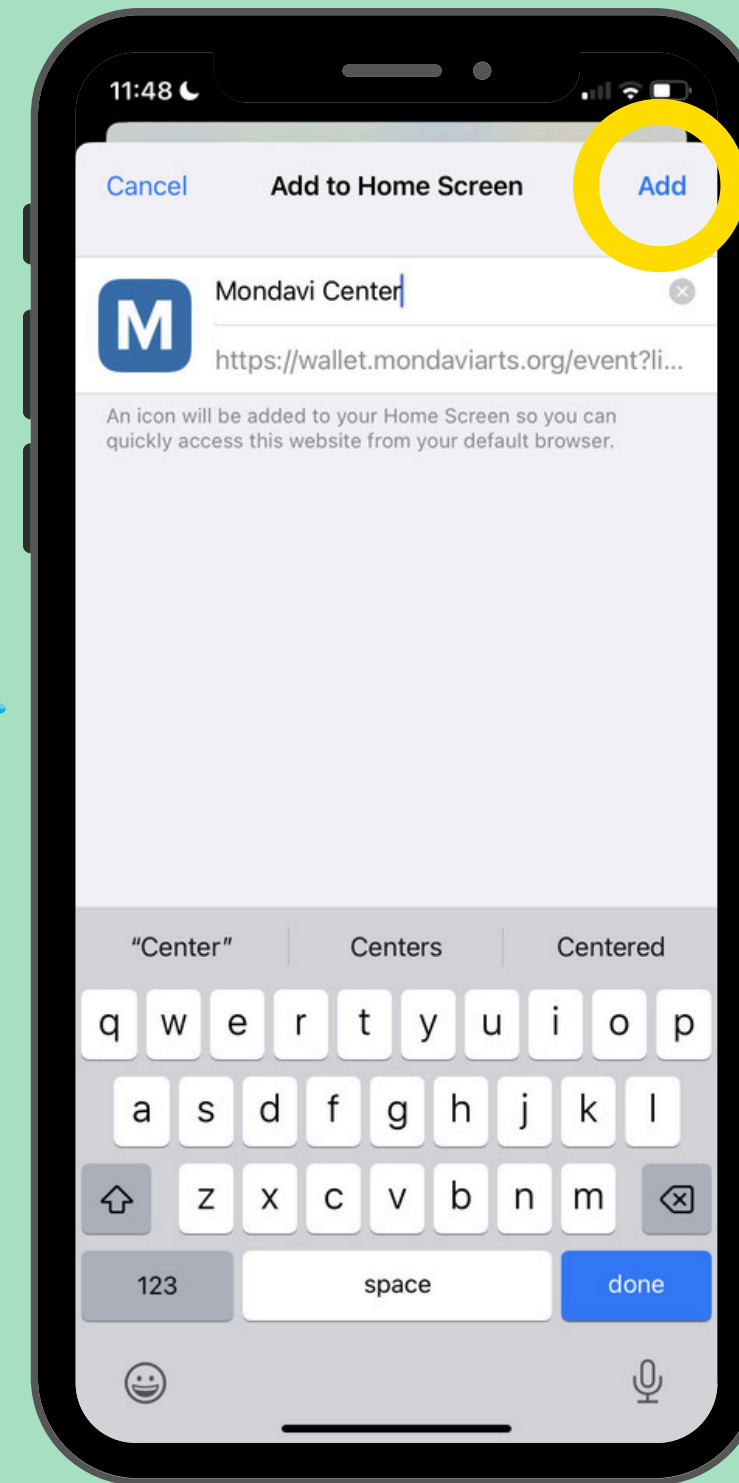 11:48
Cancel Add to Home Screen Add
M
Mondavi Center
https://wallet.mondaviarts.org/event?li...
An icon will be added to your Home Screen so you can
quickly access this website from your default browser.
“Center” Centers Centered
q w e r t y u i o p
a s d f g h j k l
z x c v b n m
123 space done